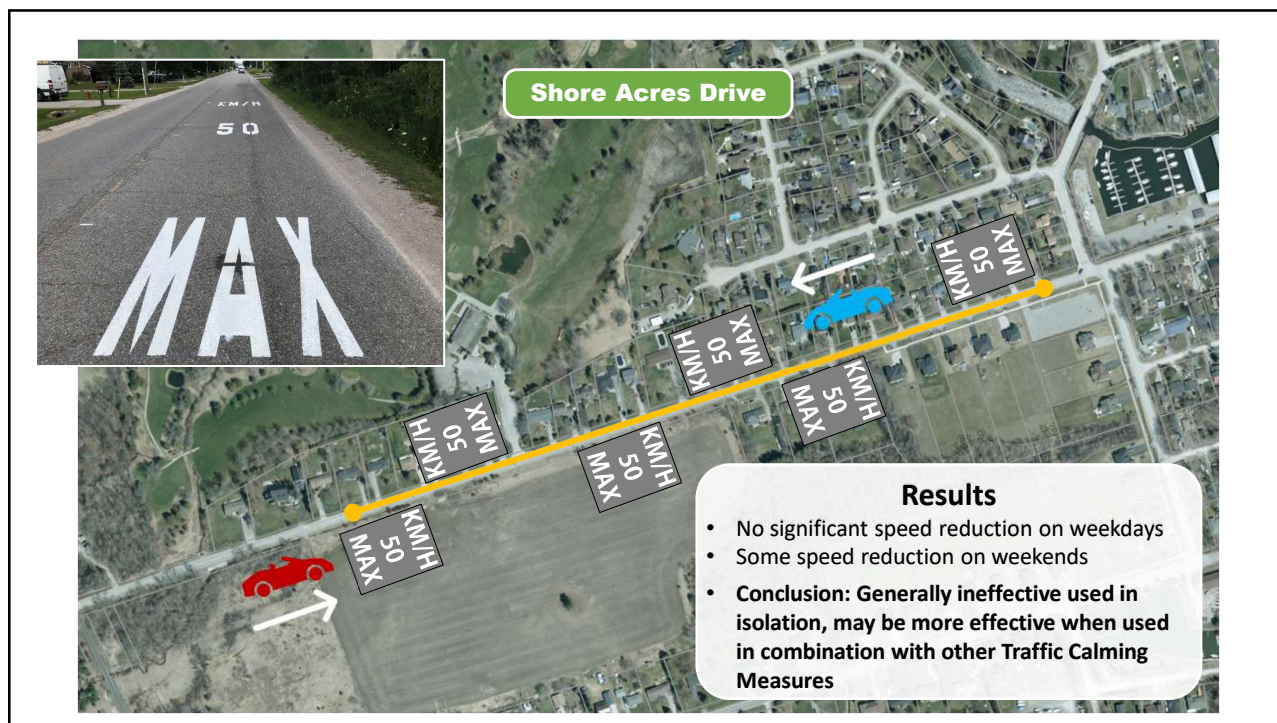 Shore Acres Drive
KM/H
50
MAX
KM/H
50
MAX
KM/H
50
MAX
KM/H
50
MAX
KM/H
50
MAX
KM/H
50
MAX
KM/H
50
MAX
Results
• No significant speed reduction on weekdays
• Some speed reduction on weekends
• Conclusion: Generally ineffective used in
isolation, may be more effective when used
in combination with other Traffic Calming
Measures